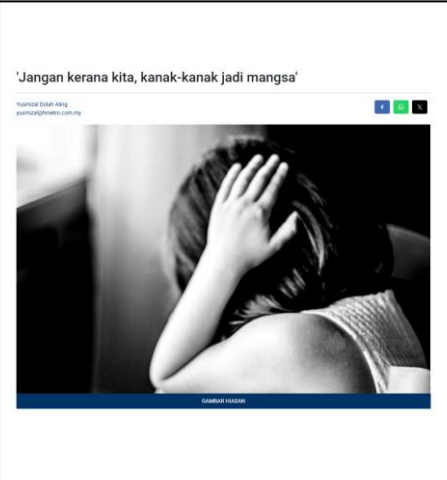 'Jangan kerana kita, kanak-kanak jadi mangsa'
Yusmizal Dolah Aling
yusmizal@hmetro.com.my
GAMBAR HIASAN